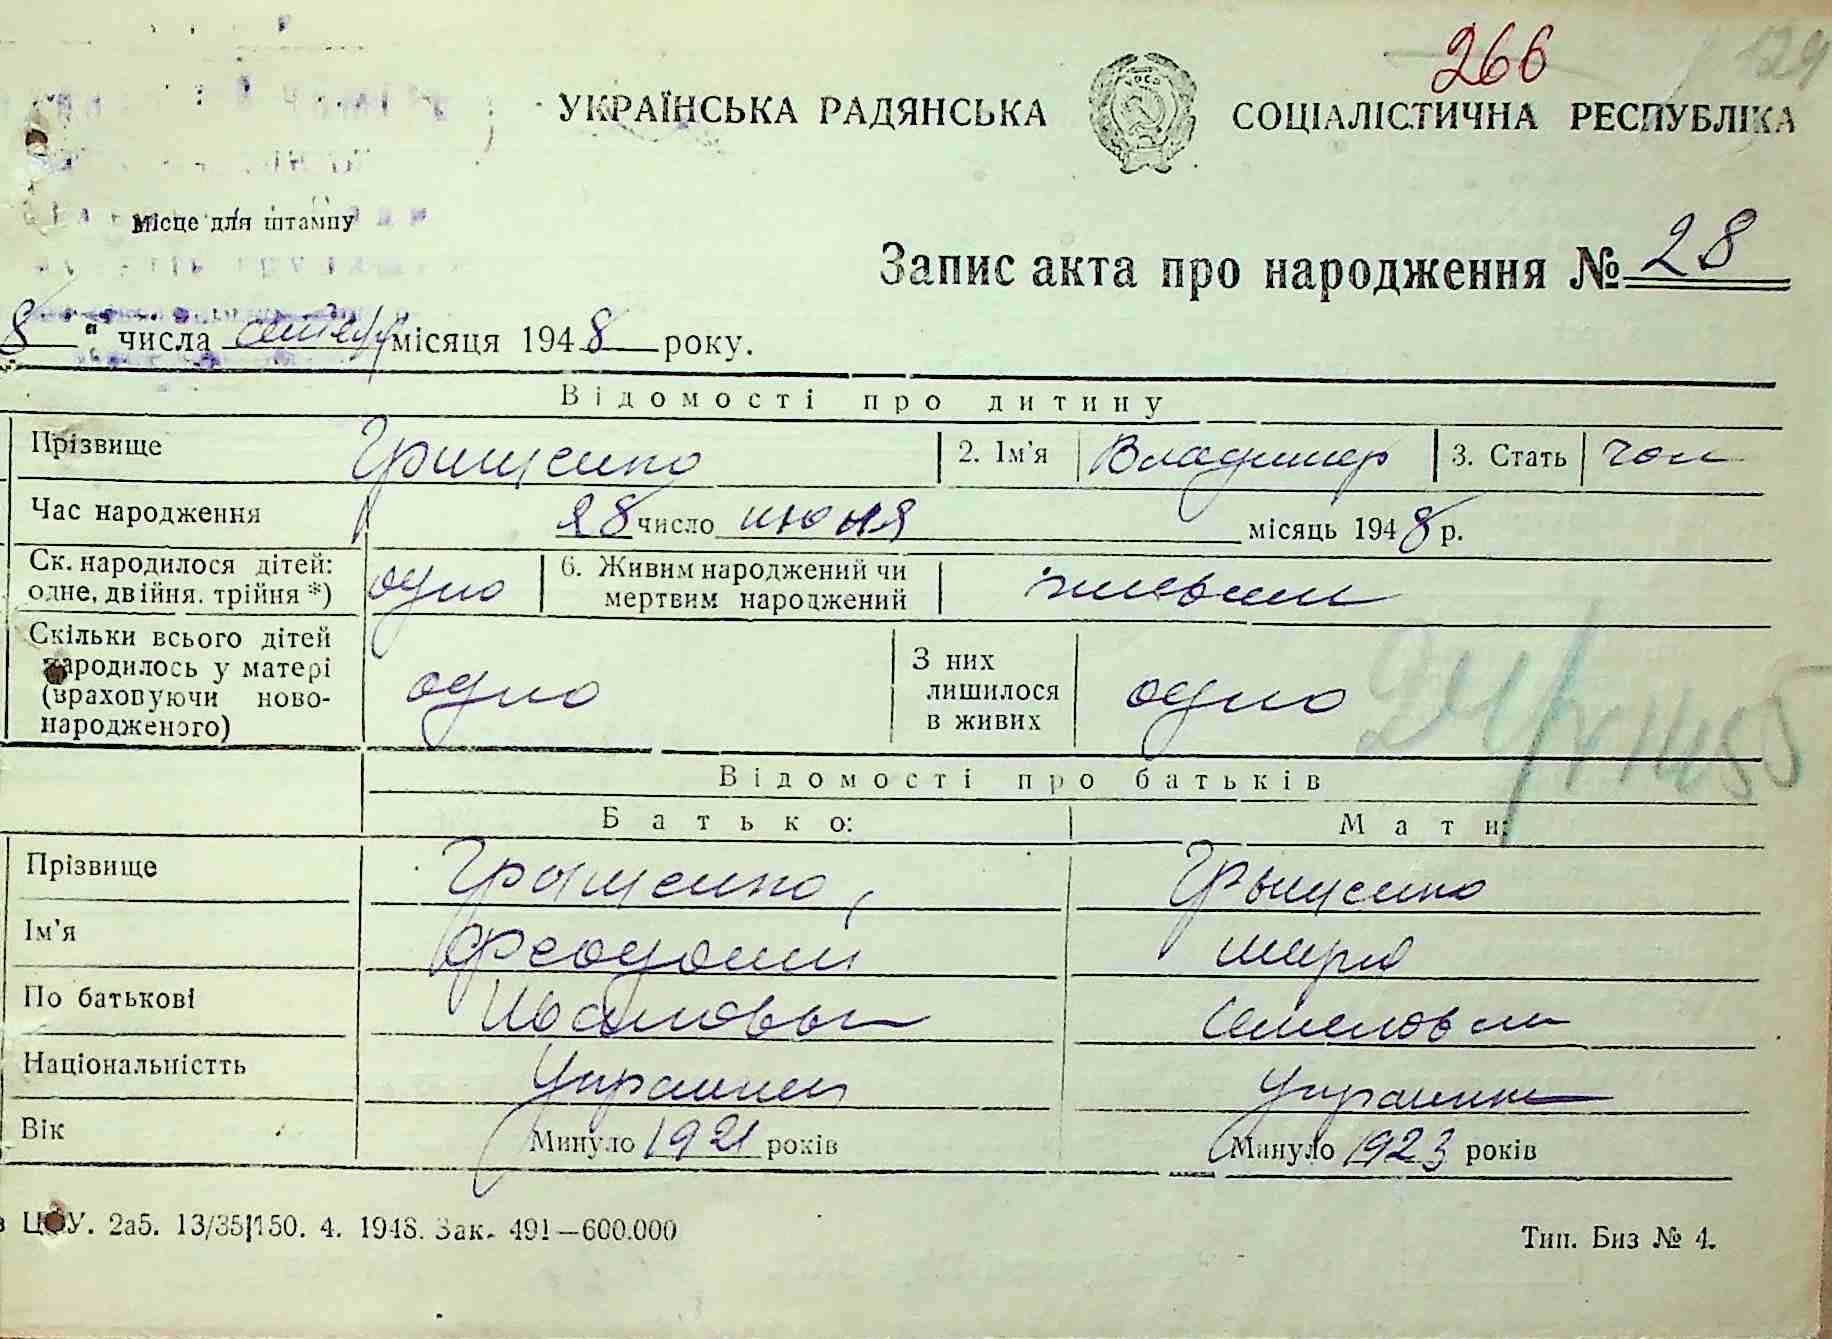 266
129
УКРАЇНСЬКА РАДЯНСЬКА СОЦІАЛІСТИЧНА РЕСПУБЛІКА
Місце для штампу
Запис акта про народження № 28
8 " числа сентяб місяця 1948 року.
Відомості про дитину
Прізвище Грищенко 2. Ім'я Владимир 3. Стать чол
Час народження 28 число июня місяць 1948 р.
Ск. народилося дітей: одне, двійня, трійня *) одно 6. Живим народжений чи мертвим народжений живым
Скільки всього дітей народилось у матері (враховуючи новонародженого) одно З них лишилося в живих одно
Відомості про батьків
Батько: Мати:
Прізвище Грыщенко Грыщенко
Ім'я Феодосий
По батькові Иванович Семеновна
Національністть Украинец Украинка
Вік Минуло 1921 років Минуло 1923 років
ЦСУ. 2а5. 13/35|150. 4. 1948. Зак. 491—600.000 Тип. Биз № 4.